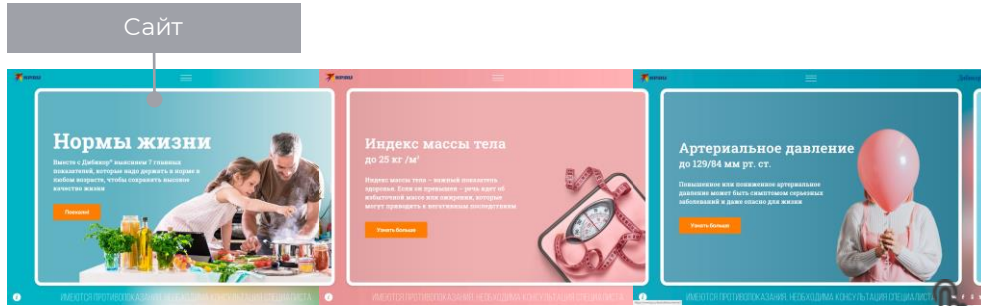 Сайт
Нормы жизни
Вместе с Дибикор® выясним 7 главных
показателей, которые надо держать в норме в
любом возрасте, чтобы сохранить высокое
качество жизни
Поехали!
ИМЕЮТСЯ ПРОТИВОПОКАЗАНИЯ. НЕОБХОДИМА КОНСУЛЬТАЦИЯ СПЕЦИАЛИСТА
Индекс массы тела
до 25 кг /м²
Индекс массы тела – важный показатель
здоровья. Если он превышен – речь идет об
избыточной массе или ожирении, которые
могут приводить к негативным последствиям
Узнать больше
ИМЕЮТСЯ ПРОТИВОПОКАЗАНИЯ. НЕОБХОДИМА КОНСУЛЬТАЦИЯ СПЕЦИАЛИСТА
Артериальное давление
до 129/84 мм рт. ст.
Повышенное или пониженное артериальное
давление может быть симптомом серьезных
заболеваний и даже опасно для жизни
Узнать больше
ИМЕЮТСЯ ПРОТИВОПОКАЗАНИЯ. НЕОБХОДИМА КОНСУЛЬТАЦИЯ СПЕЦИАЛИСТА